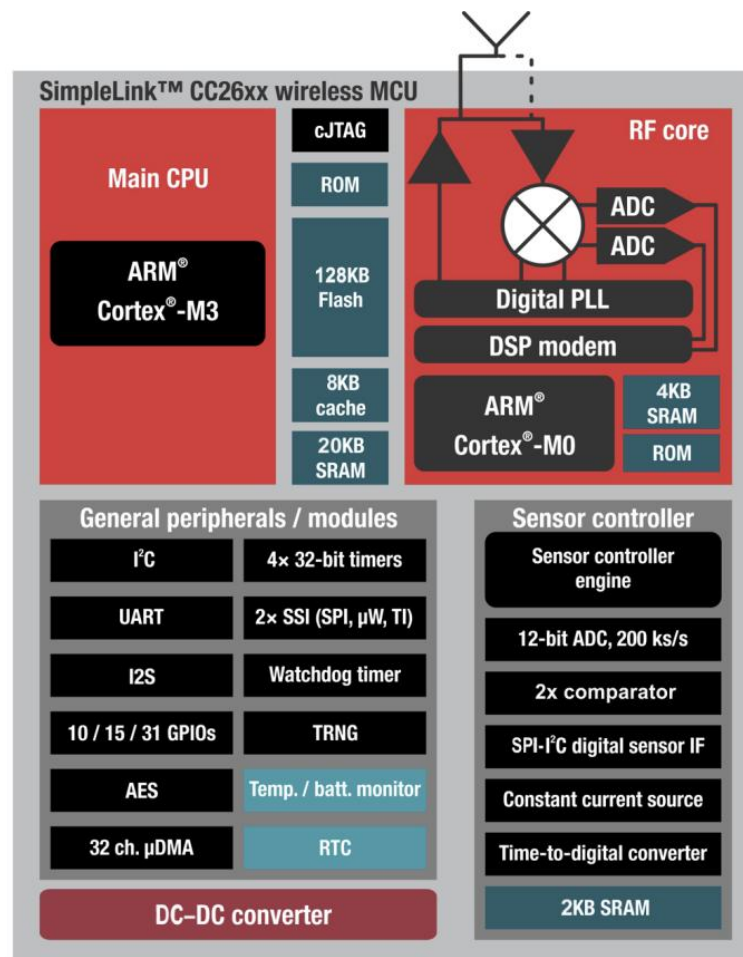 SimpleLink™ CC26xx wireless MCU
Main CPU
ARM®
Cortex®-M3
cJTAG
ROM
128KB
Flash
8KB
cache
20KB
SRAM
RF core
ADC
ADC
Digital PLL
DSP modem
ARM®
Cortex®-M0
4KB
SRAM
ROM
General peripherals / modules
I²C
4× 32-bit timers
UART
2× SSI (SPI, µW, TI)
I2S
Watchdog timer
10 / 15 / 31 GPIOs
TRNG
AES
Temp. / batt. monitor
32 ch. µDMA
RTC
DC–DC converter
Sensor controller
Sensor controller
engine
12-bit ADC, 200 ks/s
2x comparator
SPI-I²C digital sensor IF
Constant current source
Time-to-digital converter
2KB SRAM